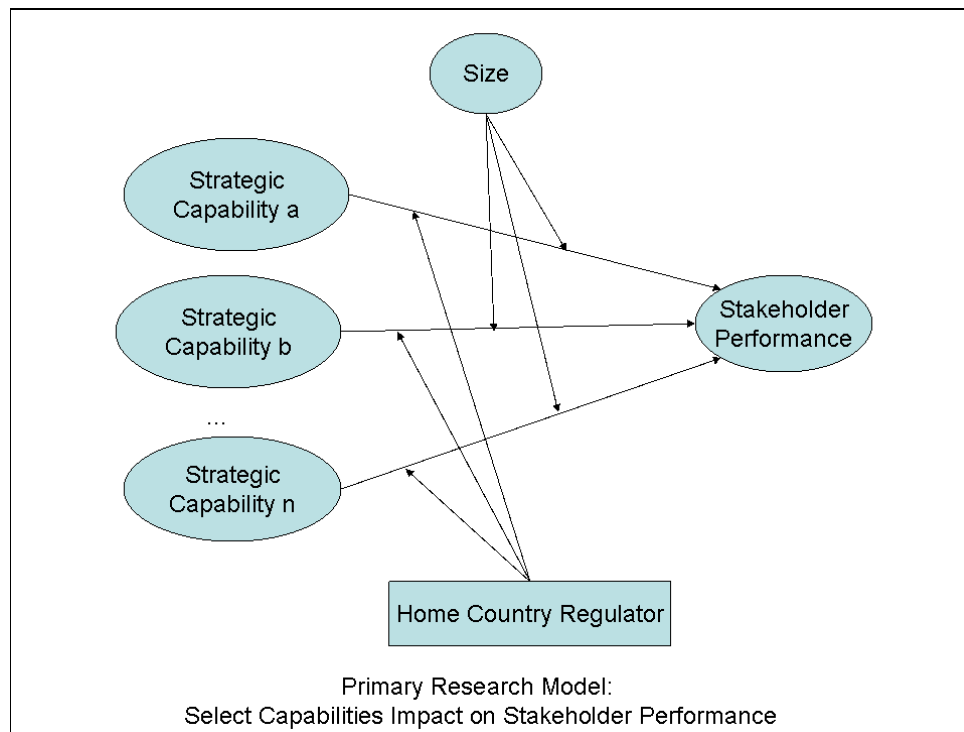 Size
Strategic
Capability a
Strategic
Capability b
...
Strategic
Capability n
Stakeholder
Performance
Home Country Regulator
Primary Research Model:
Select Capabilities Impact on Stakeholder Performance